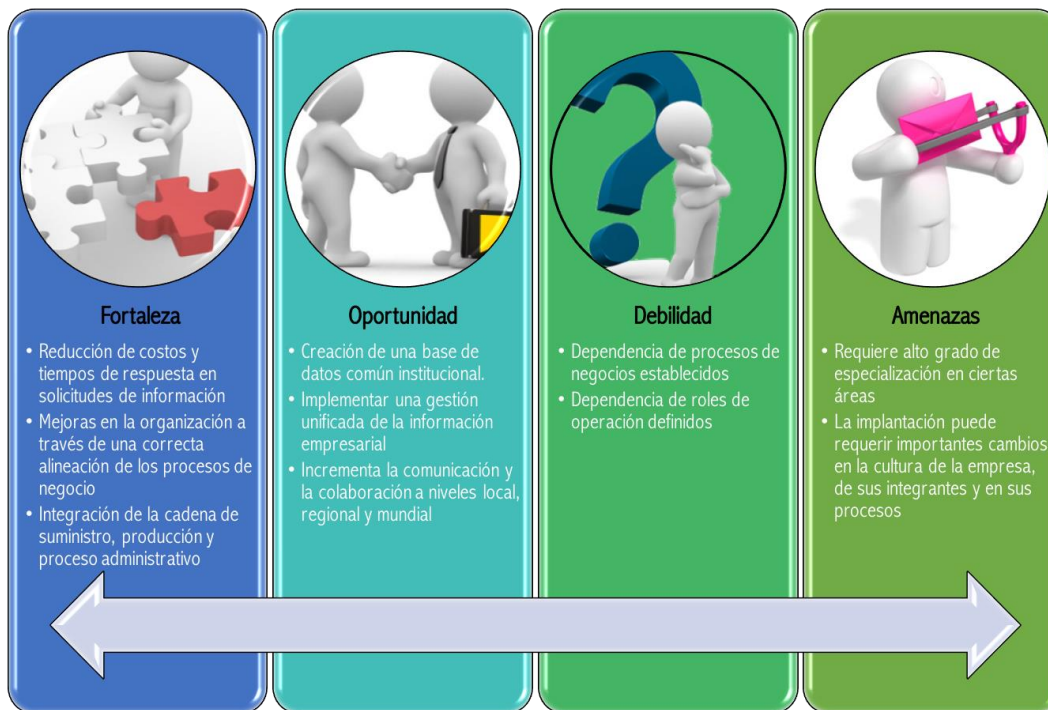 Fortaleza
• Reducción de costos y
tiempos de respuesta en
solicitudes de información
• Mejoras en la organización a
través de una correcta
alineación de los procesos de
negocio
• Integración de la cadena de
suministro, producción y
proceso administrativo
Oportunidad
• Creación de una base de
datos común institucional.
• Implementar una gestión
unificada de la información
empresarial
• Incrementa la comunicación y
la colaboración a niveles local,
regional y mundial
Debilidad
• Dependencia de procesos de
negocios establecidos
• Dependencia de roles de
operación definidos
Amenazas
• Requiere alto grado de
especialización en ciertas
áreas
• La implantación puede
requerir importantes cambios
en la cultura de la empresa,
de sus integrantes y en sus
procesos